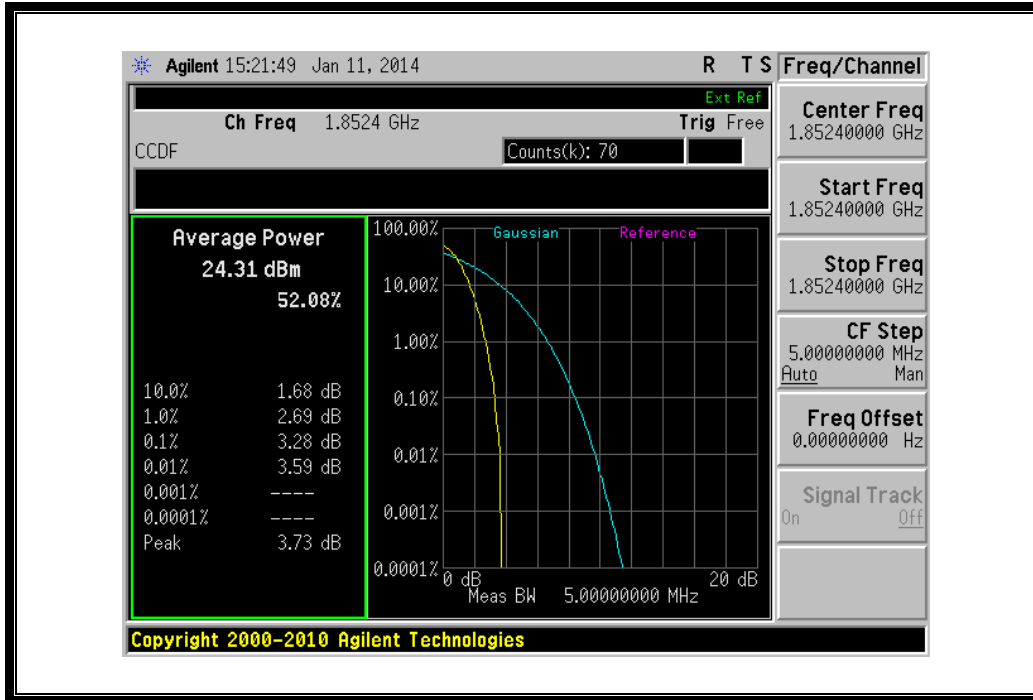 Agilent 15:21:49 Jan 11, 2014 R T S
Freq/Channel
Ext Ref
Ch Freq 1.8524 GHz Trig Free
CCDF Counts(k): 70
Average Power
24.31 dBm
52.08%
10.0% 1.68 dB
1.0% 2.69 dB
0.1% 3.28 dB
0.01% 3.59 dB
0.001% ----
0.0001% ----
Peak 3.73 dB
Gaussian Reference
100.00%
10.00%
1.00%
0.10%
0.01%
0.001%
0.0001%
0 dB 20 dB
Meas BW 5.00000000 MHz
Center Freq
1.85240000 GHz
Start Freq
1.85240000 GHz
Stop Freq
1.85240000 GHz
CF Step
5.00000000 MHz
Auto Man
Freq Offset
0.00000000 Hz
Signal Track
On Off
Copyright 2000-2010 Agilent Technologies